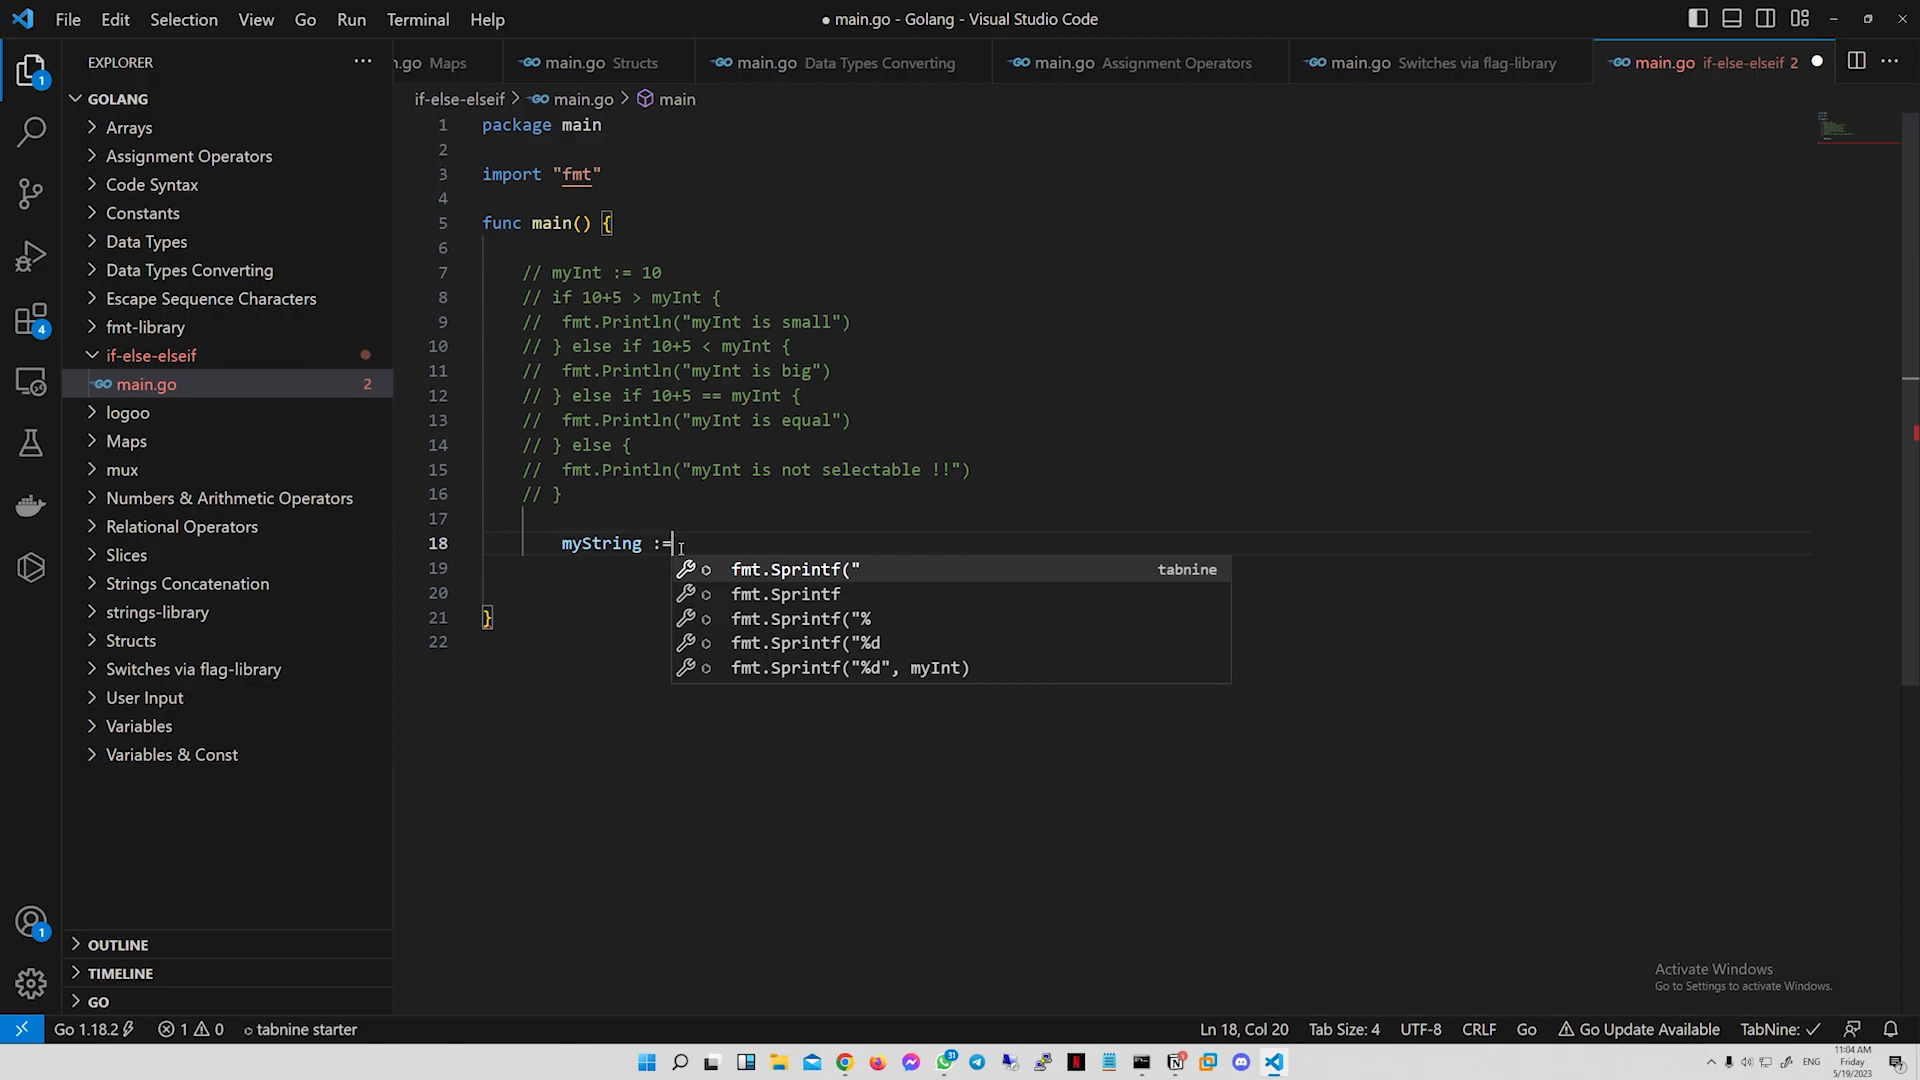 File Edit Selection View Go Run Terminal Help
● main.go - Golang - Visual Studio Code
EXPLORER
n.go Maps
main.go Structs
main.go Data Types Converting
main.go Assignment Operators
main.go Switches via flag-library
main.go if-else-elseif 2
if-else-elseif > main.go > main
GOLANG
Arrays
Assignment Operators
Code Syntax
Constants
Data Types
Data Types Converting
Escape Sequence Characters
fmt-library
if-else-elseif
main.go 2
logoo
Maps
mux
Numbers & Arithmetic Operators
Relational Operators
Slices
Strings Concatenation
strings-library
Structs
Switches via flag-library
User Input
Variables
Variables & Const
OUTLINE
TIMELINE
GO
1
4
1
1 package main
2
3 import "fmt"
4
5 func main() {
6
7 // myInt := 10
8 // if 10+5 > myInt {
9 // fmt.Println("myInt is small")
10 // } else if 10+5 < myInt {
11 // fmt.Println("myInt is big")
12 // } else if 10+5 == myInt {
13 // fmt.Println("myInt is equal")
14 // } else {
15 // fmt.Println("myInt is not selectable !!")
16 // }
17
18 myString :=
19
20
21 }
22
fmt.Sprintf(" tabnine
fmt.Sprintf
fmt.Sprintf("%
fmt.Sprintf("%d
fmt.Sprintf("%d", myInt)
Activate Windows
Go to Settings to activate Windows.
Go 1.18.2 1 0 tabnine starter
Ln 18, Col 20 Tab Size: 4 UTF-8 CRLF Go Go Update Available TabNine: ✓
31
ENG
11:04 AM
Friday
5/19/2023